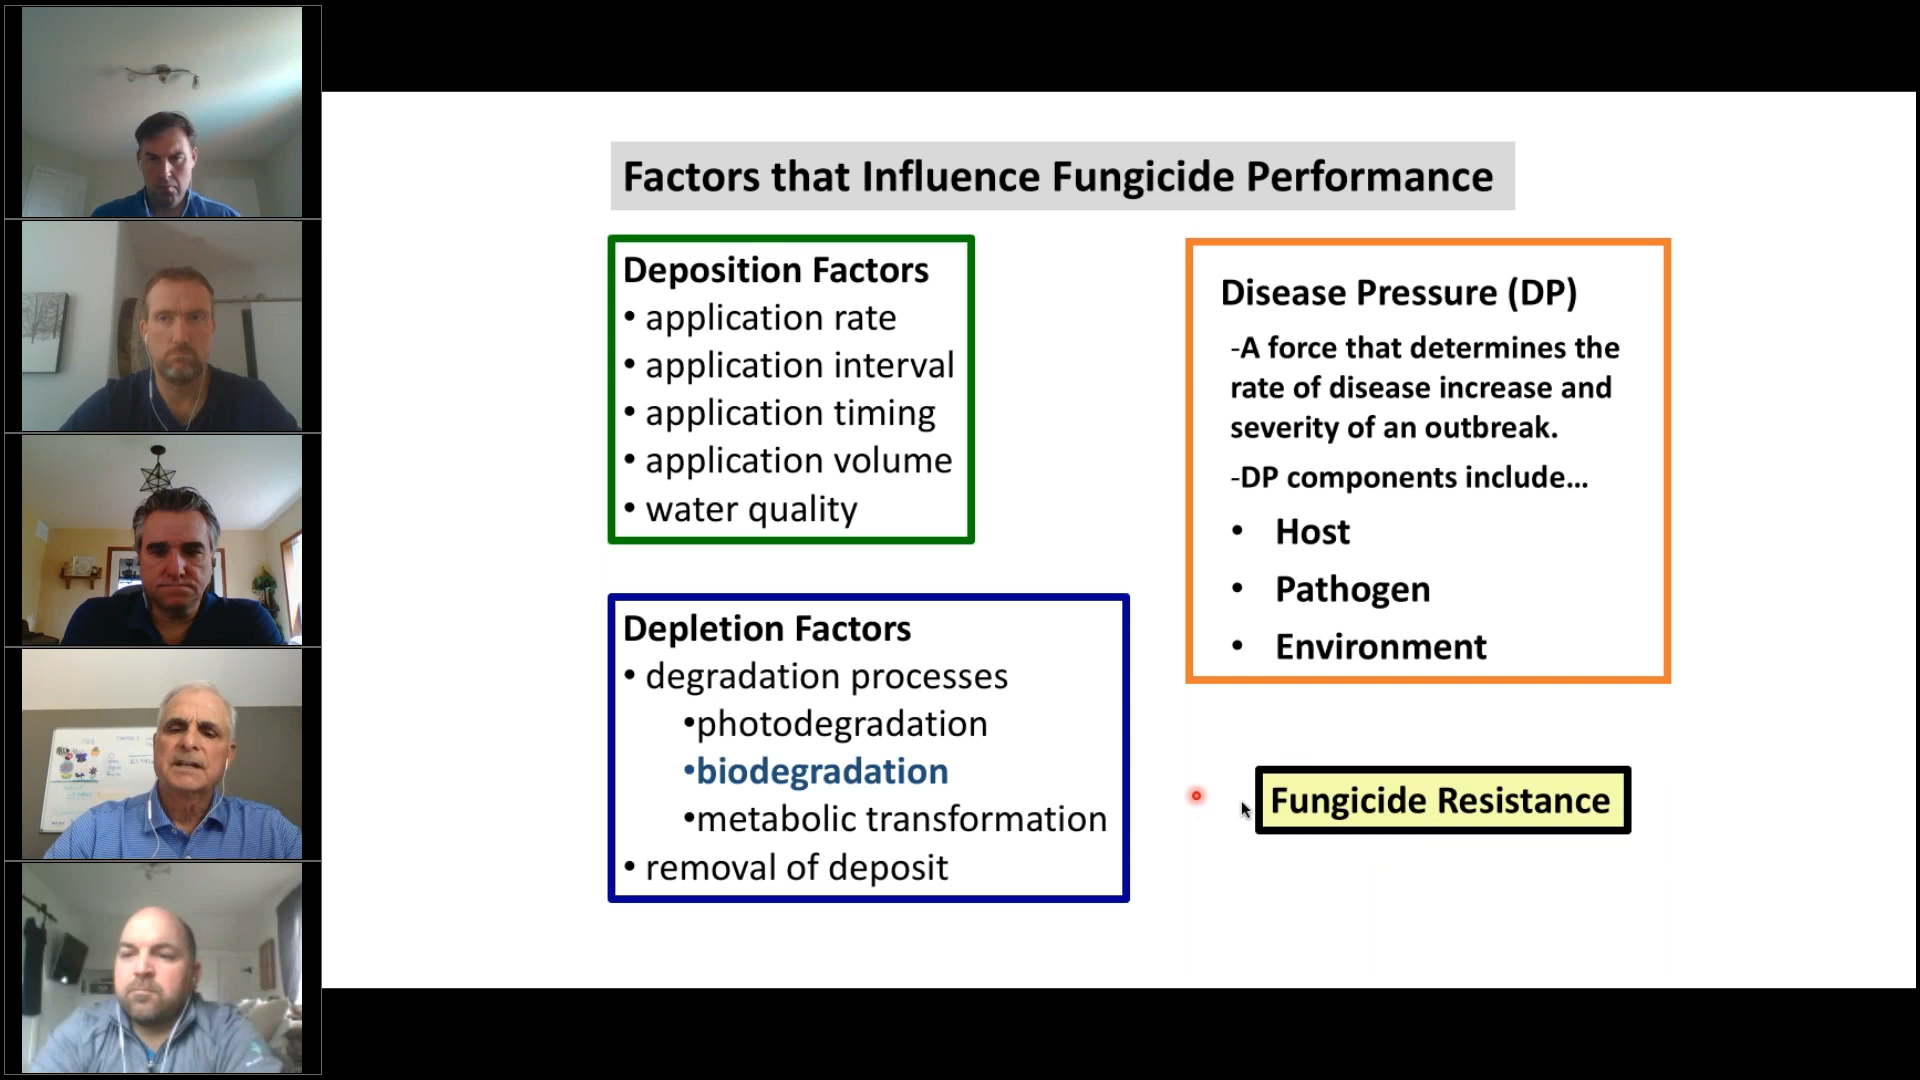 Factors that Influence Fungicide Performance
Deposition Factors
• application rate
• application interval
• application timing
• application volume
• water quality
Depletion Factors
• degradation processes
•photodegradation
•biodegradation
•metabolic transformation
• removal of deposit
Disease Pressure (DP)
-A force that determines the
rate of disease increase and
severity of an outbreak.
-DP components include...
• Host
• Pathogen
• Environment
Fungicide Resistance